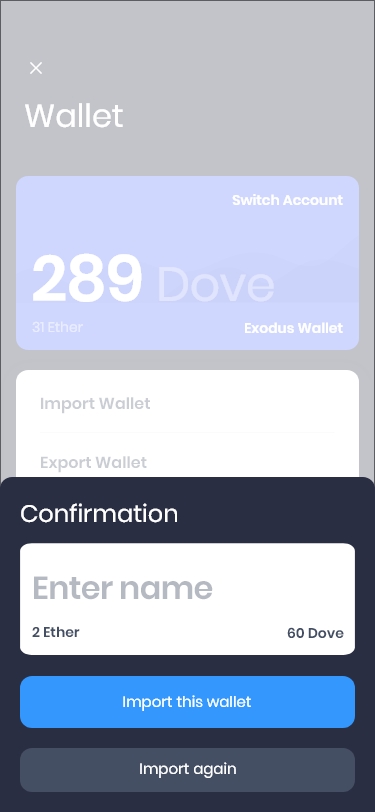 Wallet
Switch Account
289 Dove
31 Ether
Exodus Wallet
Import Wallet
Export Wallet
Confirmation
Enter name
2 Ether
60 Dove
Import this wallet
Import again